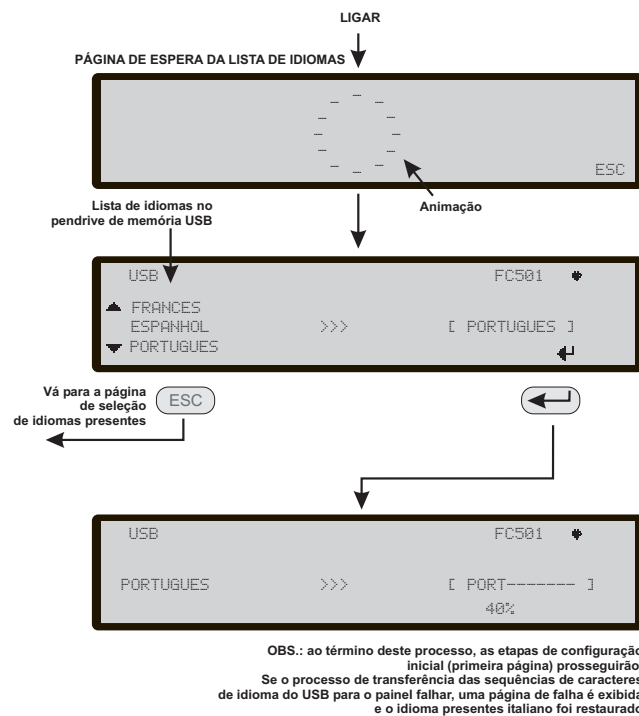 LIGAR
PÁGINA DE ESPERA DA LISTA DE IDIOMAS
ESC
Lista de idiomas no
pendrive de memória USB
Animação
USB FC501
FRANCES
ESPANHOL >>> [ PORTUGUES ]
PORTUGUES
Vá para a página
de seleção
de idiomas presentes
ESC
USB FC501
PORTUGUES >>> [ PORT------- ]
40%
OBS.: ao término deste processo, as etapas de configuração
inicial (primeira página) prosseguirão
Se o processo de transferência das sequências de caracteres
de idioma do USB para o painel falhar, uma página de falha é exibida
e o idioma presentes italiano foi restaurado